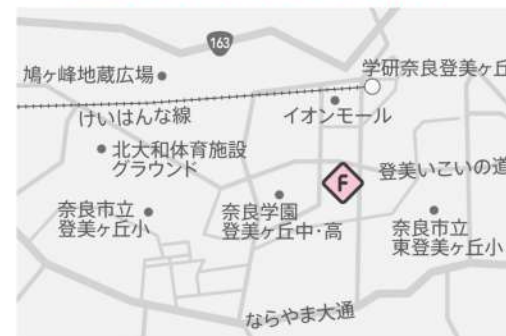 163
鳩ヶ峰地蔵広場
学研奈良登美ヶ丘
けいはんな線
イオンモール
北大和体育施設
グラウンド
F
登美いこいの道
奈良市立
登美ヶ丘小
奈良学園
登美ヶ丘中・高
奈良市立
東登美ヶ丘小
ならやま大通